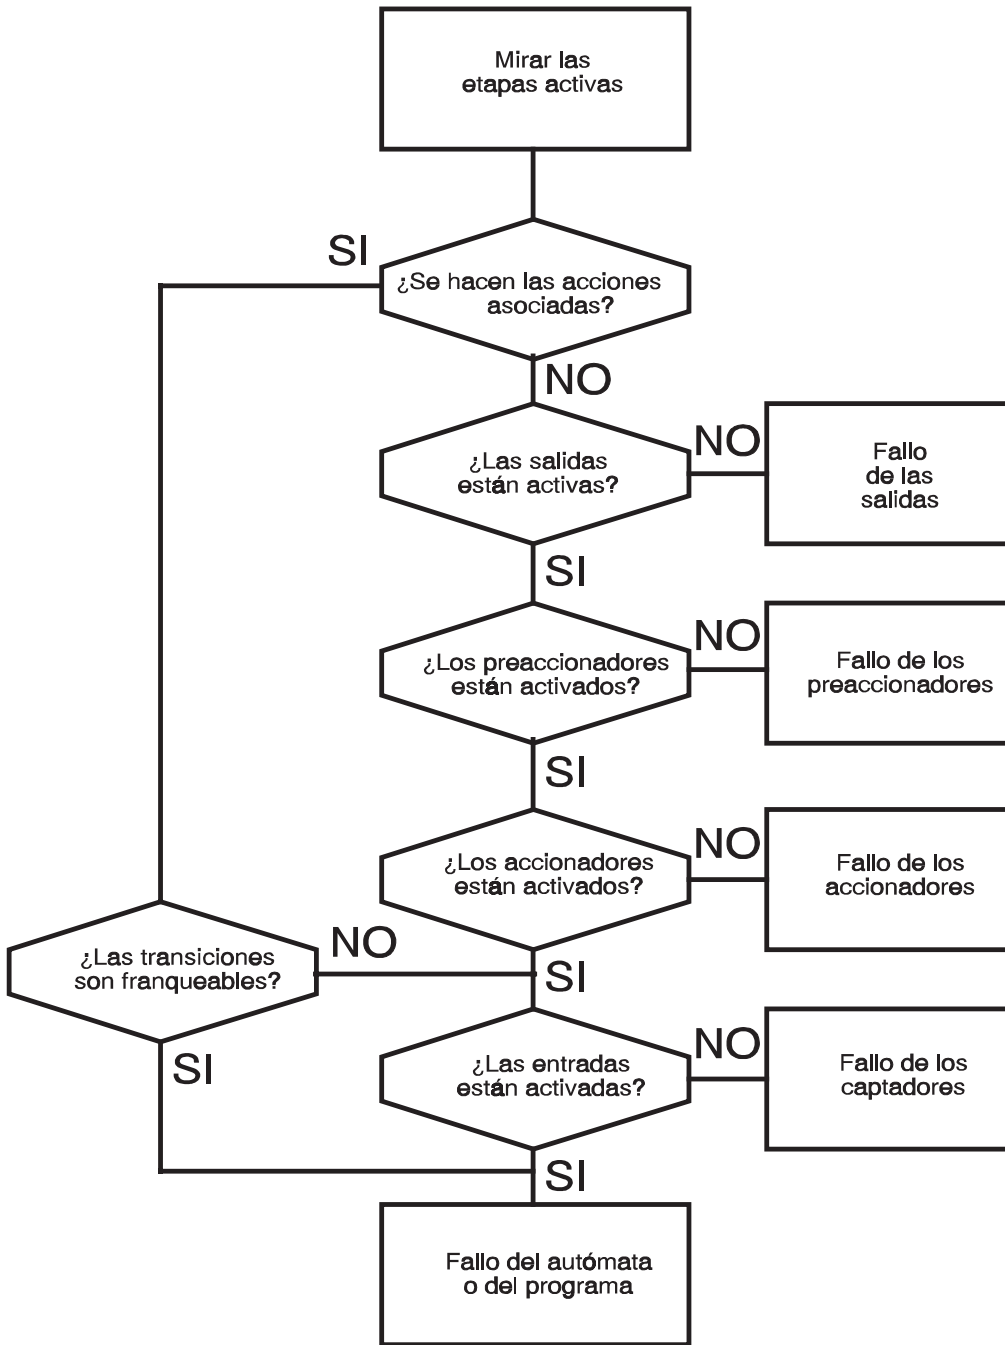 Mirar las
etapas activas
SI
¿Se hacen las acciones
asociadas?
NO
¿Las salidas
están activas?
NO
Fallo
de las
salidas
SI
¿Los preaccionadores
están activados?
NO
Fallo de los
preaccionadores
SI
¿Los accionadores
están activados?
NO
Fallo de los
accionadores
¿Las transiciones
son franqueables?
NO
SI
SI
¿Las entradas
están activadas?
NO
Fallo de los
captadores
SI
Fallo del autómata
o del programa